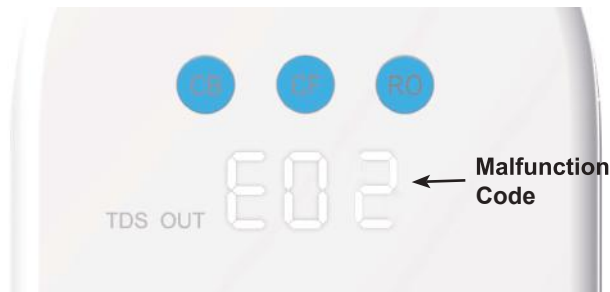 CB CF RO
E02
TDS OUT
Malfunction
Code